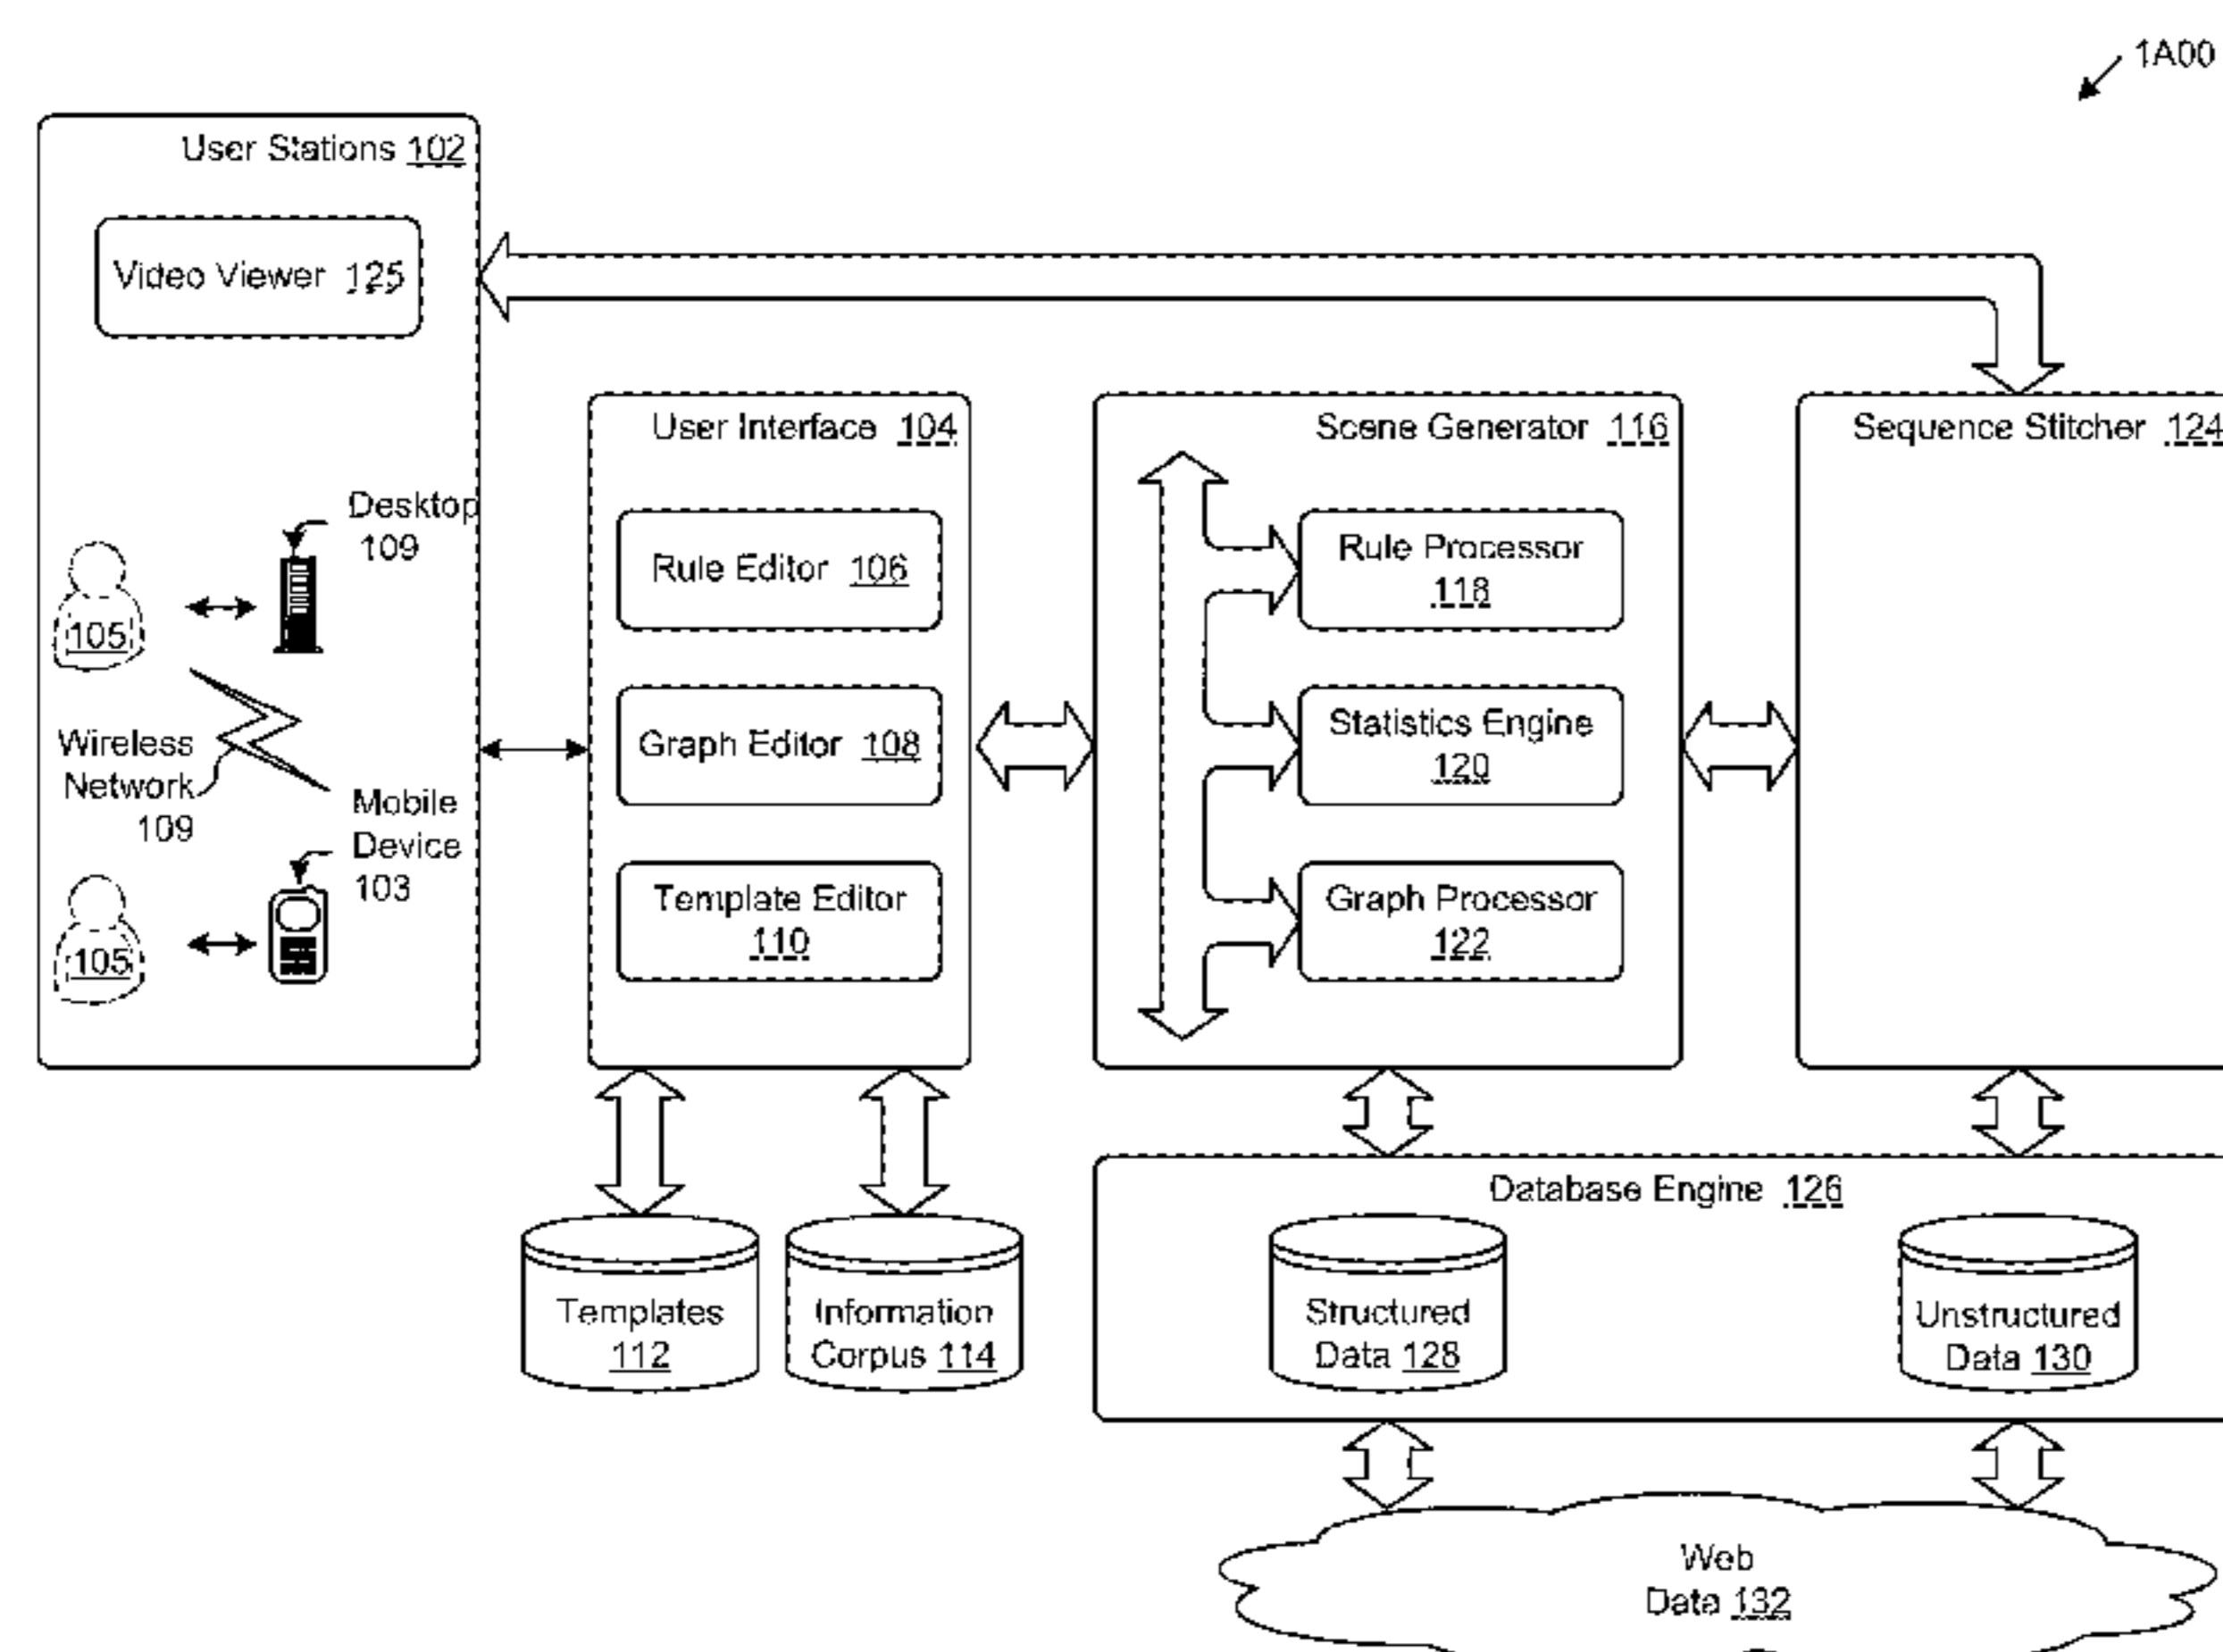 1A00
User Stations 102
Video Viewer 125
Desktop
109
105
Wireless
Network
109
Mobile
Device
103
105
User Interface 104
Rule Editor 106
Graph Editor 108
Template Editor
110
Scene Generator 116
Rule Processor
118
Statistics Engine
120
Graph Processor
122
Sequence Stitcher 124
Templates
112
Information
Corpus 114
Database Engine 126
Structured
Data 128
Unstructured
Data 130
Web
Data 132